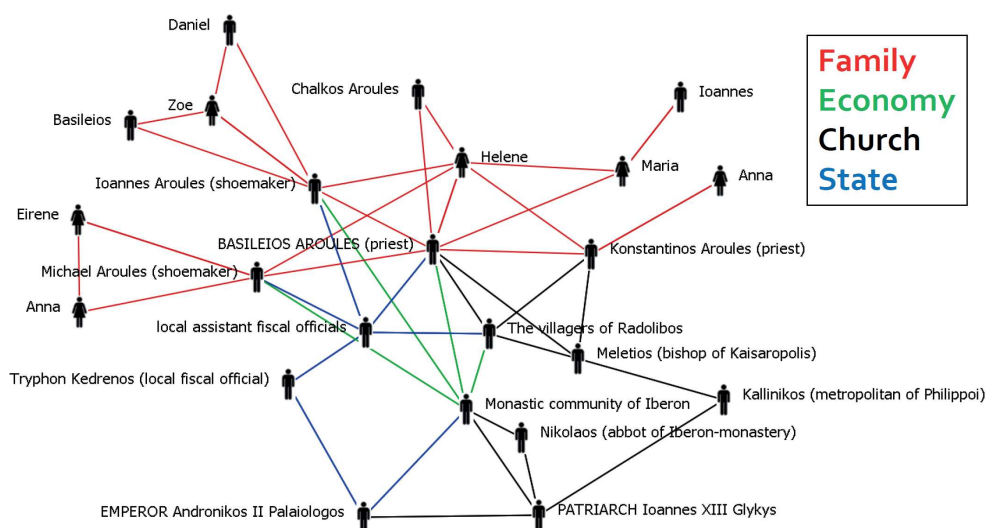 Daniel
Family
Economy
Church
State
Chalkos Aroules
Ioannes
Zoe
Basileios
Helene
Maria
Anna
Ioannes Aroules (shoemaker)
Eirene
BASILEIOS AROULES (priest)
Konstantinos Aroules (priest)
Michael Aroules (shoemaker)
Anna
local assistant fiscal officials
The villagers of Radolibos
Meletios (bishop of Kaisaropolis)
Tryphon Kedrenos (local fiscal official)
Kallinikos (metropolitan of Philippoi)
Monastic community of Iberon
Nikolaos (abbot of Iberon-monastery)
EMPEROR Andronikos II Palaiologos
PATRIARCH Ioannes XIII Glykys